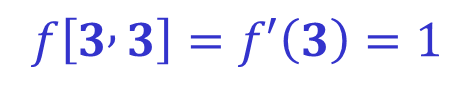 f[3, 3] = f′(3) = 1